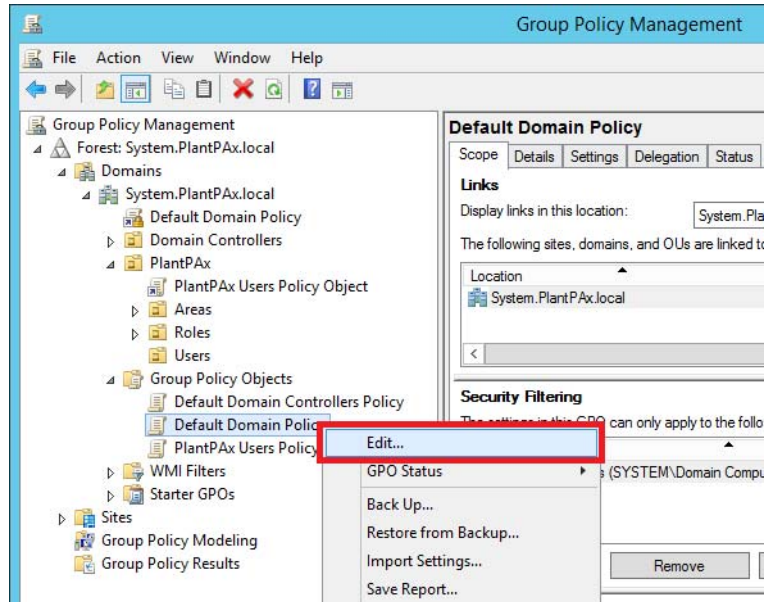 Group Policy Management
File Action View Window Help
Group Policy Management
Forest: System.PlantPAx.local
Domains
System.PlantPAx.local
Default Domain Policy
Domain Controllers
PlantPAx
PlantPAx Users Policy Object
Areas
Roles
Users
Group Policy Objects
Default Domain Controllers Policy
Default Domain Polic
PlantPAx Users Policy
WMI Filters
Starter GPOs
Sites
Group Policy Modeling
Group Policy Results
Default Domain Policy
Scope Details Settings Delegation Status
Links
Display links in this location: System.Pla
The following sites, domains, and OUs are linked to
Location
System.PlantPAx.local
Security Filtering
The settings in this GPO can only apply to the follo
s (SYSTEM\Domain Compu
Remove
Edit...
GPO Status
Back Up...
Restore from Backup...
Import Settings...
Save Report...